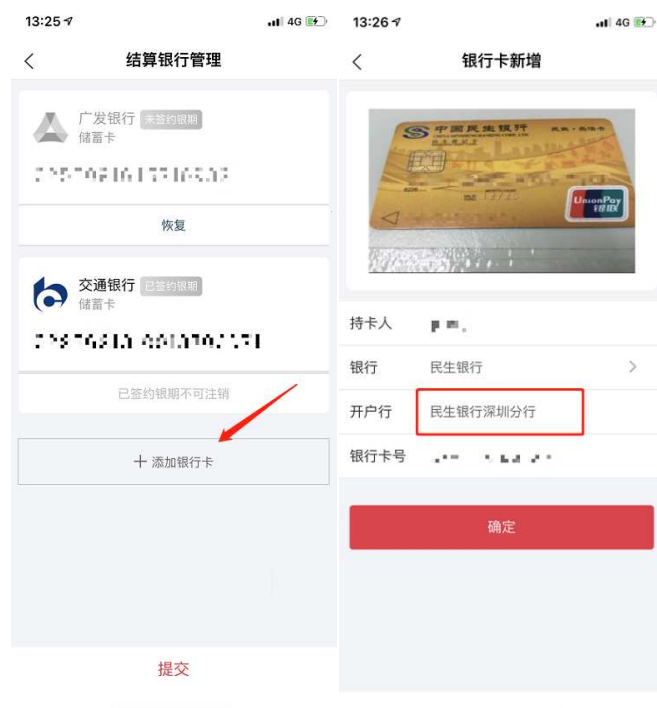 13:25
4G
结算银行管理
广发银行 未签约银期
储蓄卡
恢复
交通银行 已签约银期
储蓄卡
已签约银期不可注销
+ 添加银行卡
提交
13:26
4G
银行卡新增
中国民生银行
UnionPay
银联
持卡人
银行 民生银行
开户行 民生银行深圳分行
银行卡号
确定